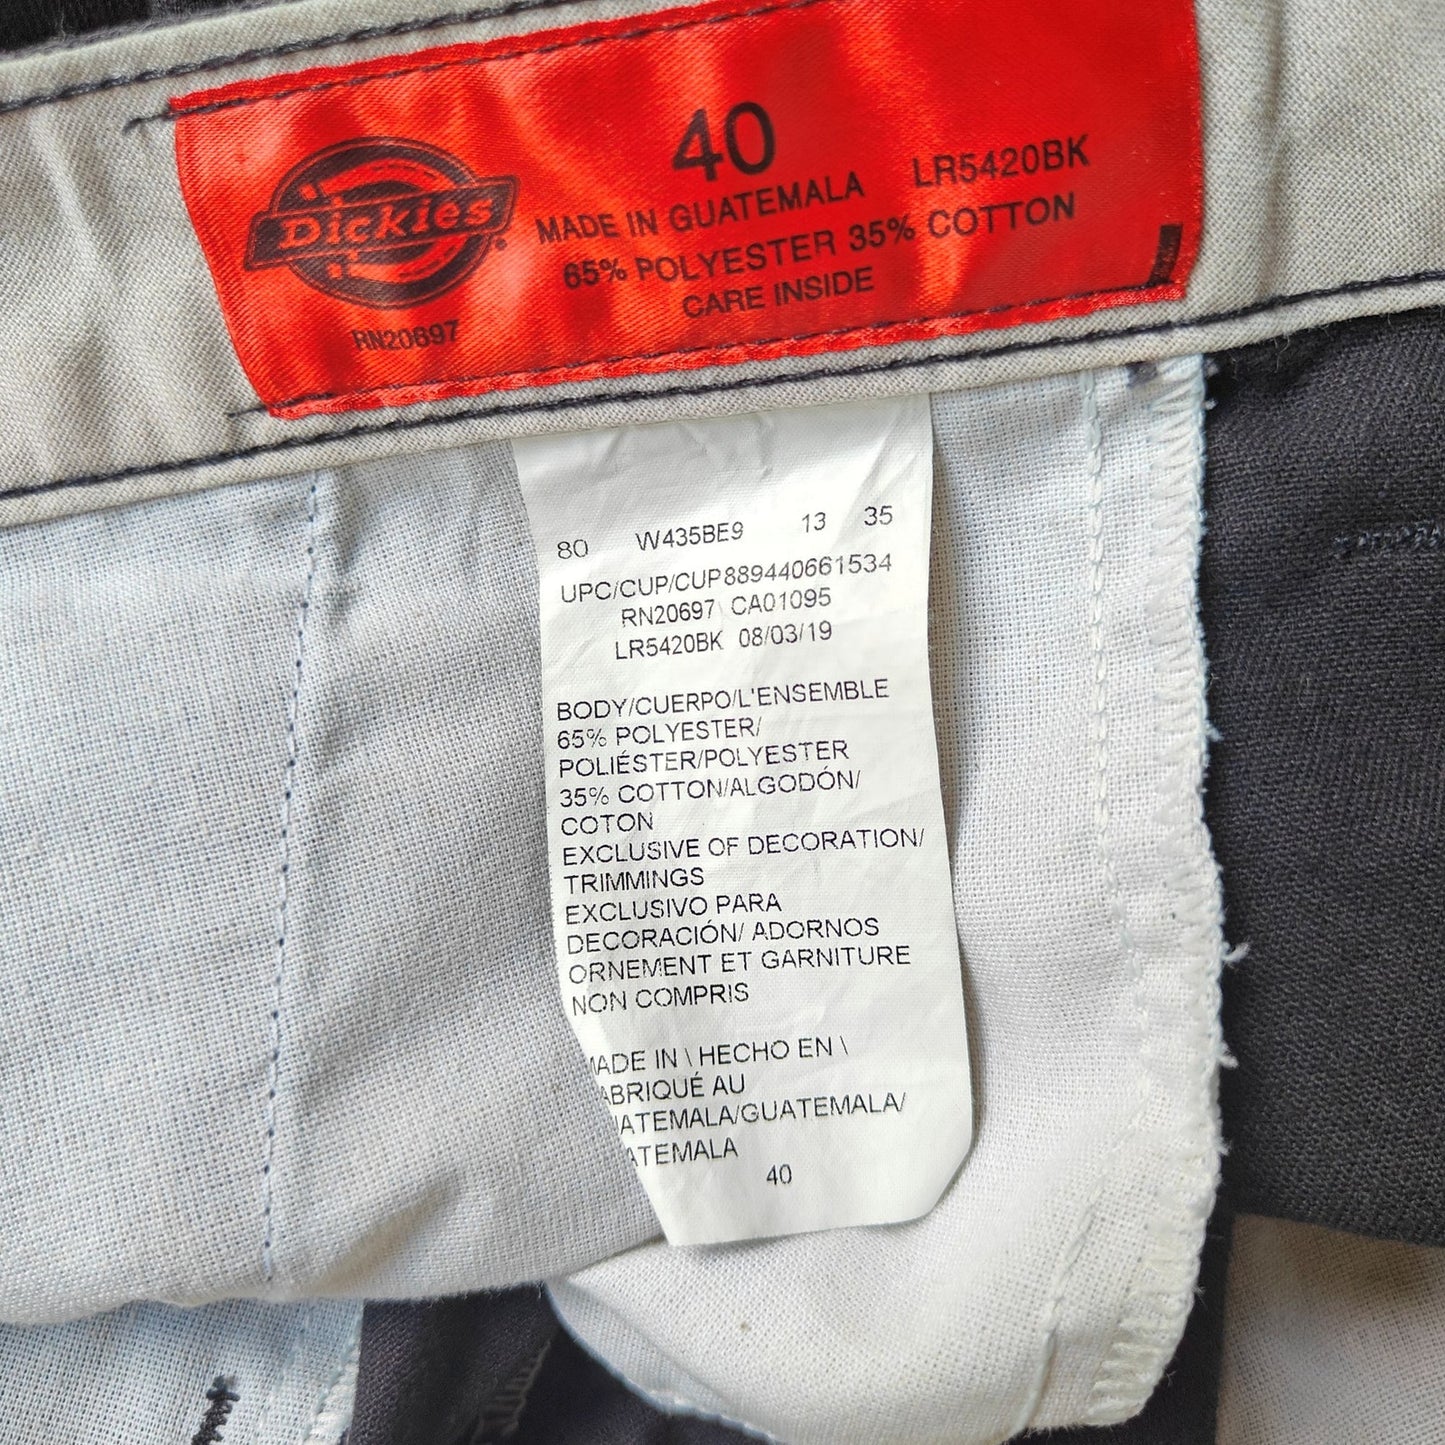 40
Dickies
MADE IN GUATEMALA LR5420BK
65% POLYESTER 35% COTTON
CARE INSIDE
RN20697
80 W435BE9 13 35
UPC/CUP/CUP889440661534
RN20697 CA01095
LR5420BK 08/03/19
BODY/CUERPO/L'ENSEMBLE
65% POLYESTER/
POLIÉSTER/POLYESTER
35% COTTON/ALGODÓN/
COTON
EXCLUSIVE OF DECORATION/
TRIMMINGS
EXCLUSIVO PARA
DECORACIÓN/ ADORNOS
ORNEMENT ET GARNITURE
NON COMPRIS
MADE IN \ HECHO EN \
ABRIQUÉ AU
UATEMALA/GUATEMALA/
ATEMALA
40